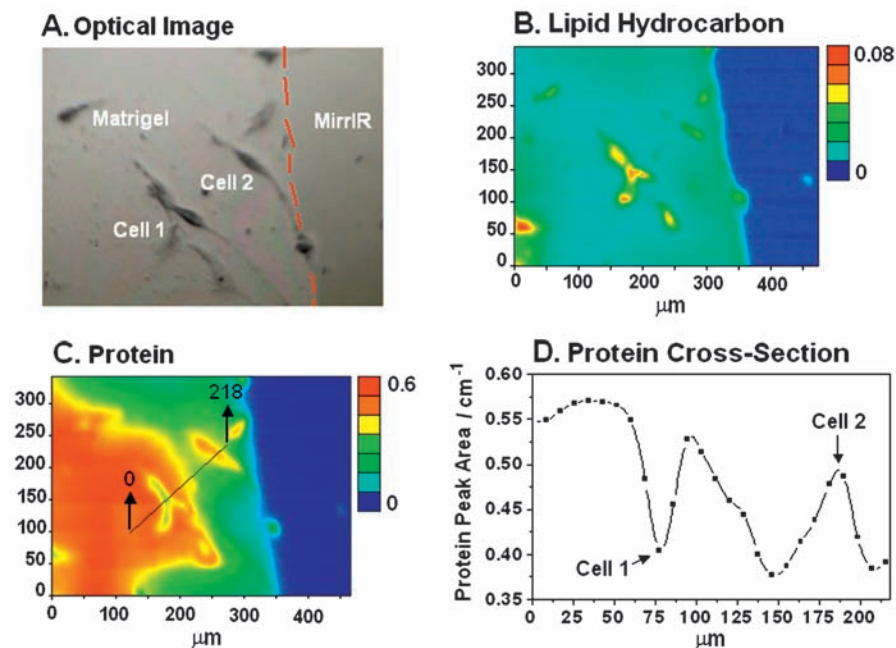 A. Optical Image
Matrigel
MirrIR
Cell 2
Cell 1
B. Lipid Hydrocarbon
300
250
200
150
100
50
0
0 100 200 300 400
μm
0.08
0
C. Protein
300
250
200
150
100
50
0
0 100 200 300 400
μm
218
0
0.6
0
D. Protein Cross-Section
Protein Peak Area / cm⁻¹
0.60
0.55
0.50
0.45
0.40
0.35
0 25 50 75 100 125 150 175 200
μm
Cell 1
Cell 2